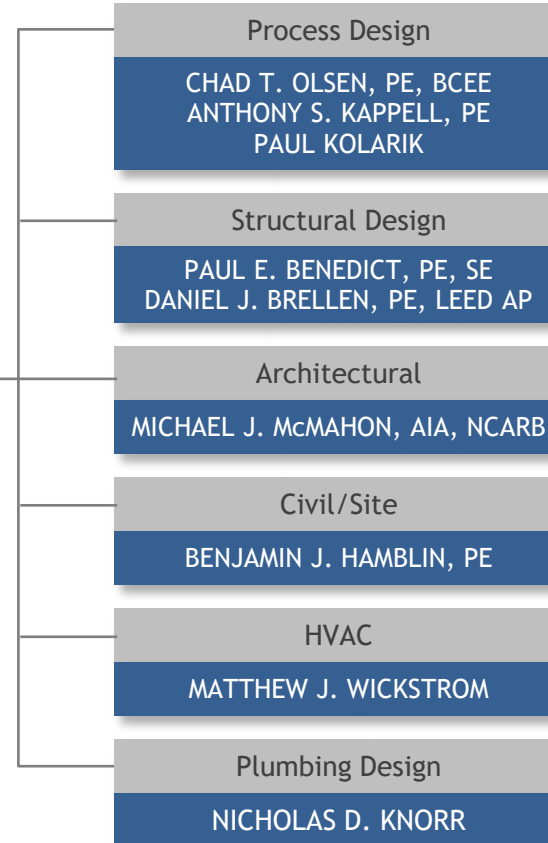 Process Design
CHAD T. OLSEN, PE, BCEE
ANTHONY S. KAPPELL, PE
PAUL KOLARIK
Structural Design
PAUL E. BENEDICT, PE, SE
DANIEL J. BRELLEN, PE, LEED AP
Architectural
MICHAEL J. McMAHON, AIA, NCARB
Civil/Site
BENJAMIN J. HAMBLIN, PE
HVAC
MATTHEW J. WICKSTROM
Plumbing Design
NICHOLAS D. KNORR